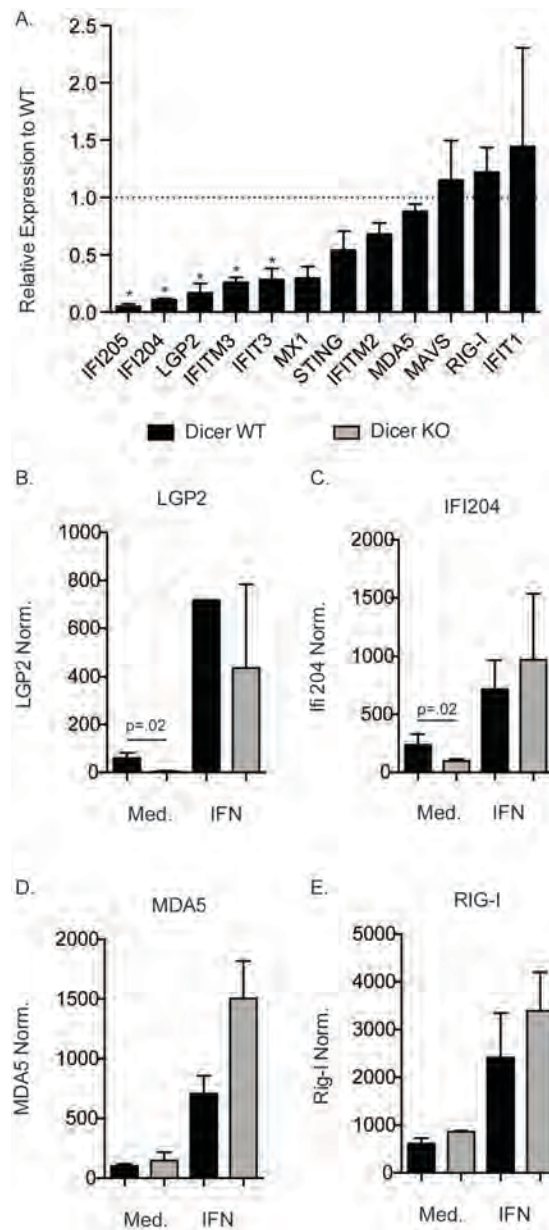 A.
Relative Expression to WT
2.5
2.0
1.5
1.0
0.5
0.0
* * * * *
IFI205 IFI204 LGP2 IFITM3 IFIT3 MX1 STING IFITM2 MDA5 MAVS RIG-I IFIT1
Dicer WT Dicer KO
B.
LGP2
LGP2 Norm.
1000
800
600
400
200
0
p=.02
Med. IFN
C.
IFI204
Ifi 204 Norm.
2000
1500
1000
500
0
p=.02
Med. IFN
D.
MDA5
MDA5 Norm.
2000
1500
1000
500
0
Med. IFN
E.
RIG-I
Rig-I Norm.
5000
4000
3000
2000
1000
0
Med. IFN